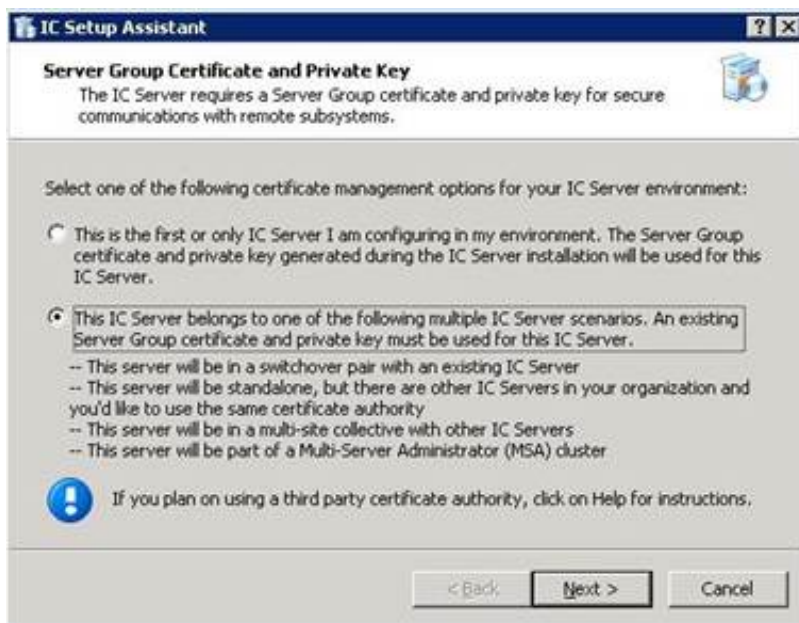 IC Setup Assistant
Server Group Certificate and Private Key
The IC Server requires a Server Group certificate and private key for secure
communications with remote subsystems.
Select one of the following certificate management options for your IC Server environment:
This is the first or only IC Server I am configuring in my environment. The Server Group
certificate and private key generated during the IC Server installation will be used for this
IC Server.
This IC Server belongs to one of the following multiple IC Server scenarios. An existing
Server Group certificate and private key must be used for this IC Server.
-- This server will be in a switchover pair with an existing IC Server
-- This server will be standalone, but there are other IC Servers in your organization and
you'd like to use the same certificate authority
-- This server will be in a multi-site collective with other IC Servers
-- This server will be part of a Multi-Server Administrator (MSA) cluster
If you plan on using a third party certificate authority, click on Help for instructions.
< Back Next > Cancel